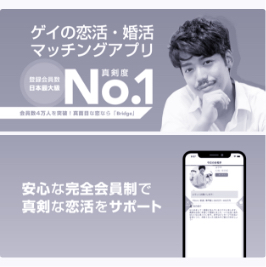 ゲイの恋活・婚活
マッチングアプリ
登録会員数
日本最大級
真剣度
No.1
会員数4万人を突破！真面目な恋なら「Bridge」
安心な完全会員制で
真剣な恋活をサポート